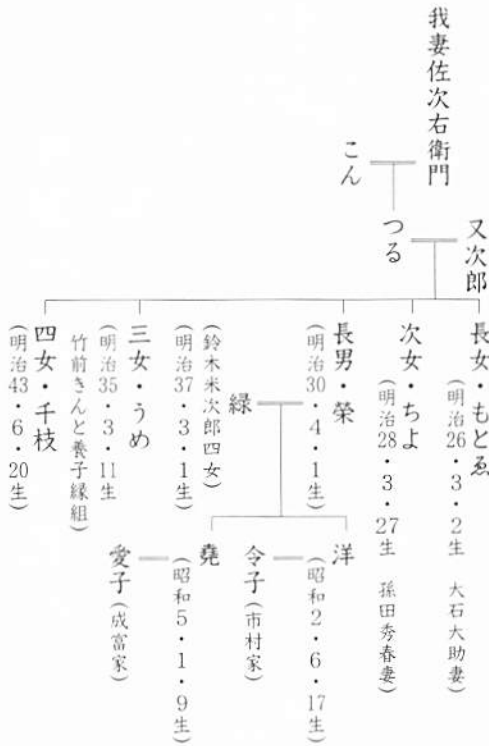 我妻佐次右衛門
こん
又次郎
つる
長女・もとゑ
(明治26・3・2生 大石大助妻)
次女・ちよ
(明治28・3・27生 孫田秀春妻)
長男・榮
(明治30・4・1生)
緑
(鈴木米次郎四女)
(明治37・3・1生)
三女・うめ
(明治35・3・11生
竹前きんと養子縁組)
四女・千枝
(明治43・6・20生)
洋
(昭和2・6・17生)
令子(市村家)
堯
(昭和5・1・9生)
愛子(成富家)